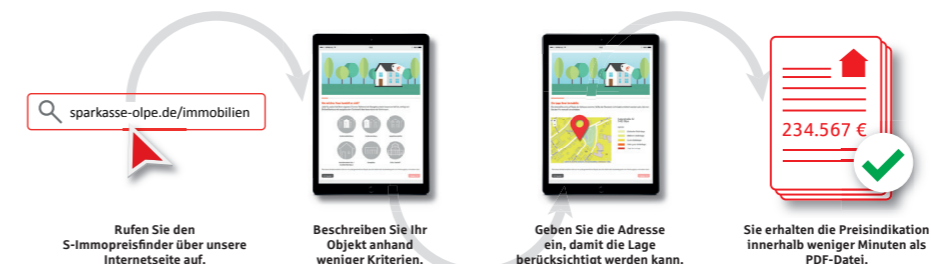 sparkasse-olpe.de/immobilien
234.567 €
Rufen Sie den
S-Immopreisfinder über unsere
Internetseite auf.
Beschreiben Sie Ihr
Objekt anhand
weniger Kriterien.
Geben Sie die Adresse
ein, damit die Lage
berücksichtigt werden kann.
Sie erhalten die Preisindikation
innerhalb weniger Minuten als
PDF-Datei.